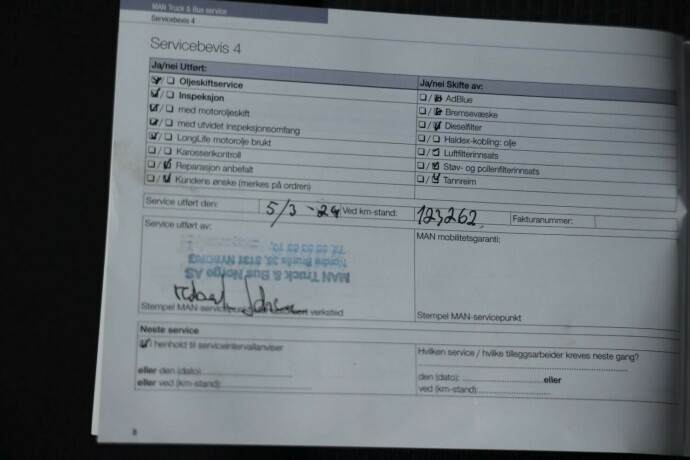 MAN Truck & Bus service
Servicebevis 4
Servicebevis 4
Ja/nei Utført:
Oljeskiftservice
Inspeksjon
med motoroljeskift
med utvidet inspeksjonsomfang
LongLife motorolje brukt
Karosserikontroll
Reparasjon anbefalt
Kundens ønske (merkes på ordren)
Ja/nei Skifte av:
AdBlue
Bremsevæske
Dieselfilter
Haldex-kobling: olje
Luftfilterinnsats
Støv- og pollenfilterinnsats
Tannreim
Service utført den: 5/3 - 24 Ved km-stand: 123262 Fakturanummer:
Service utført av:
MAN Truck & Bus Norge AS
Stempel MAN-servicepunkt verksted
MAN mobilitetsgaranti:
Stempel MAN-servicepunkt
Neste service
i henhold til serviceintervallanviser
eller den (dato):
eller ved (km-stand):
Hvilken service / hvilke tilleggsarbeider kreves neste gang?
den (dato): eller
ved (km-stand):
8